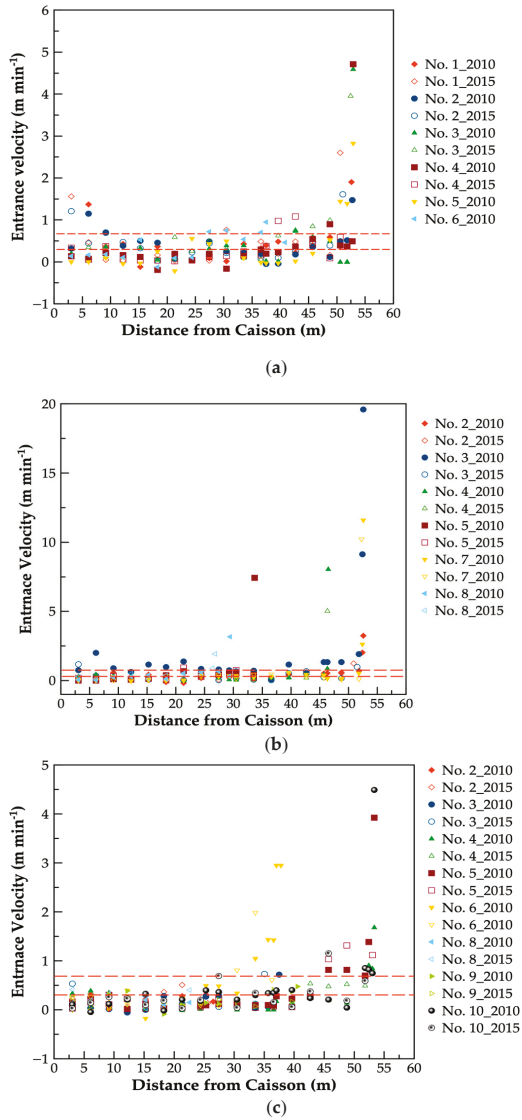 6
5
4
3
2
1
0
−1
0 5 10 15 20 25 30 35 40 45 50 55 60
Entrance velocity (m min⁻¹)
Distance from Caisson (m)
No. 1_2010
No. 1_2015
No. 2_2010
No. 2_2015
No. 3_2010
No. 3_2015
No. 4_2010
No. 4_2015
No. 5_2010
No. 6_2010
(a)
20
15
10
5
0
0 5 10 15 20 25 30 35 40 45 50 55 60
Entrnace Velocity (m min⁻¹)
Distance from Caisson (m)
No. 2_2010
No. 2_2015
No. 3_2010
No. 3_2015
No. 4_2010
No. 4_2015
No. 5_2010
No. 5_2015
No. 7_2010
No. 7_2010
No. 8_2010
No. 8_2015
(b)
5
4
3
2
1
0
−1
0 5 10 15 20 25 30 35 40 45 50 55 60
Entrance Velocity (m min⁻¹)
Distance from Caisson (m)
No. 2_2010
No. 2_2015
No. 3_2010
No. 3_2015
No. 4_2010
No. 4_2015
No. 5_2010
No. 5_2015
No. 6_2010
No. 6_2010
No. 8_2010
No. 8_2015
No. 9_2010
No. 9_2015
No. 10_2010
No. 10_2015
(c)